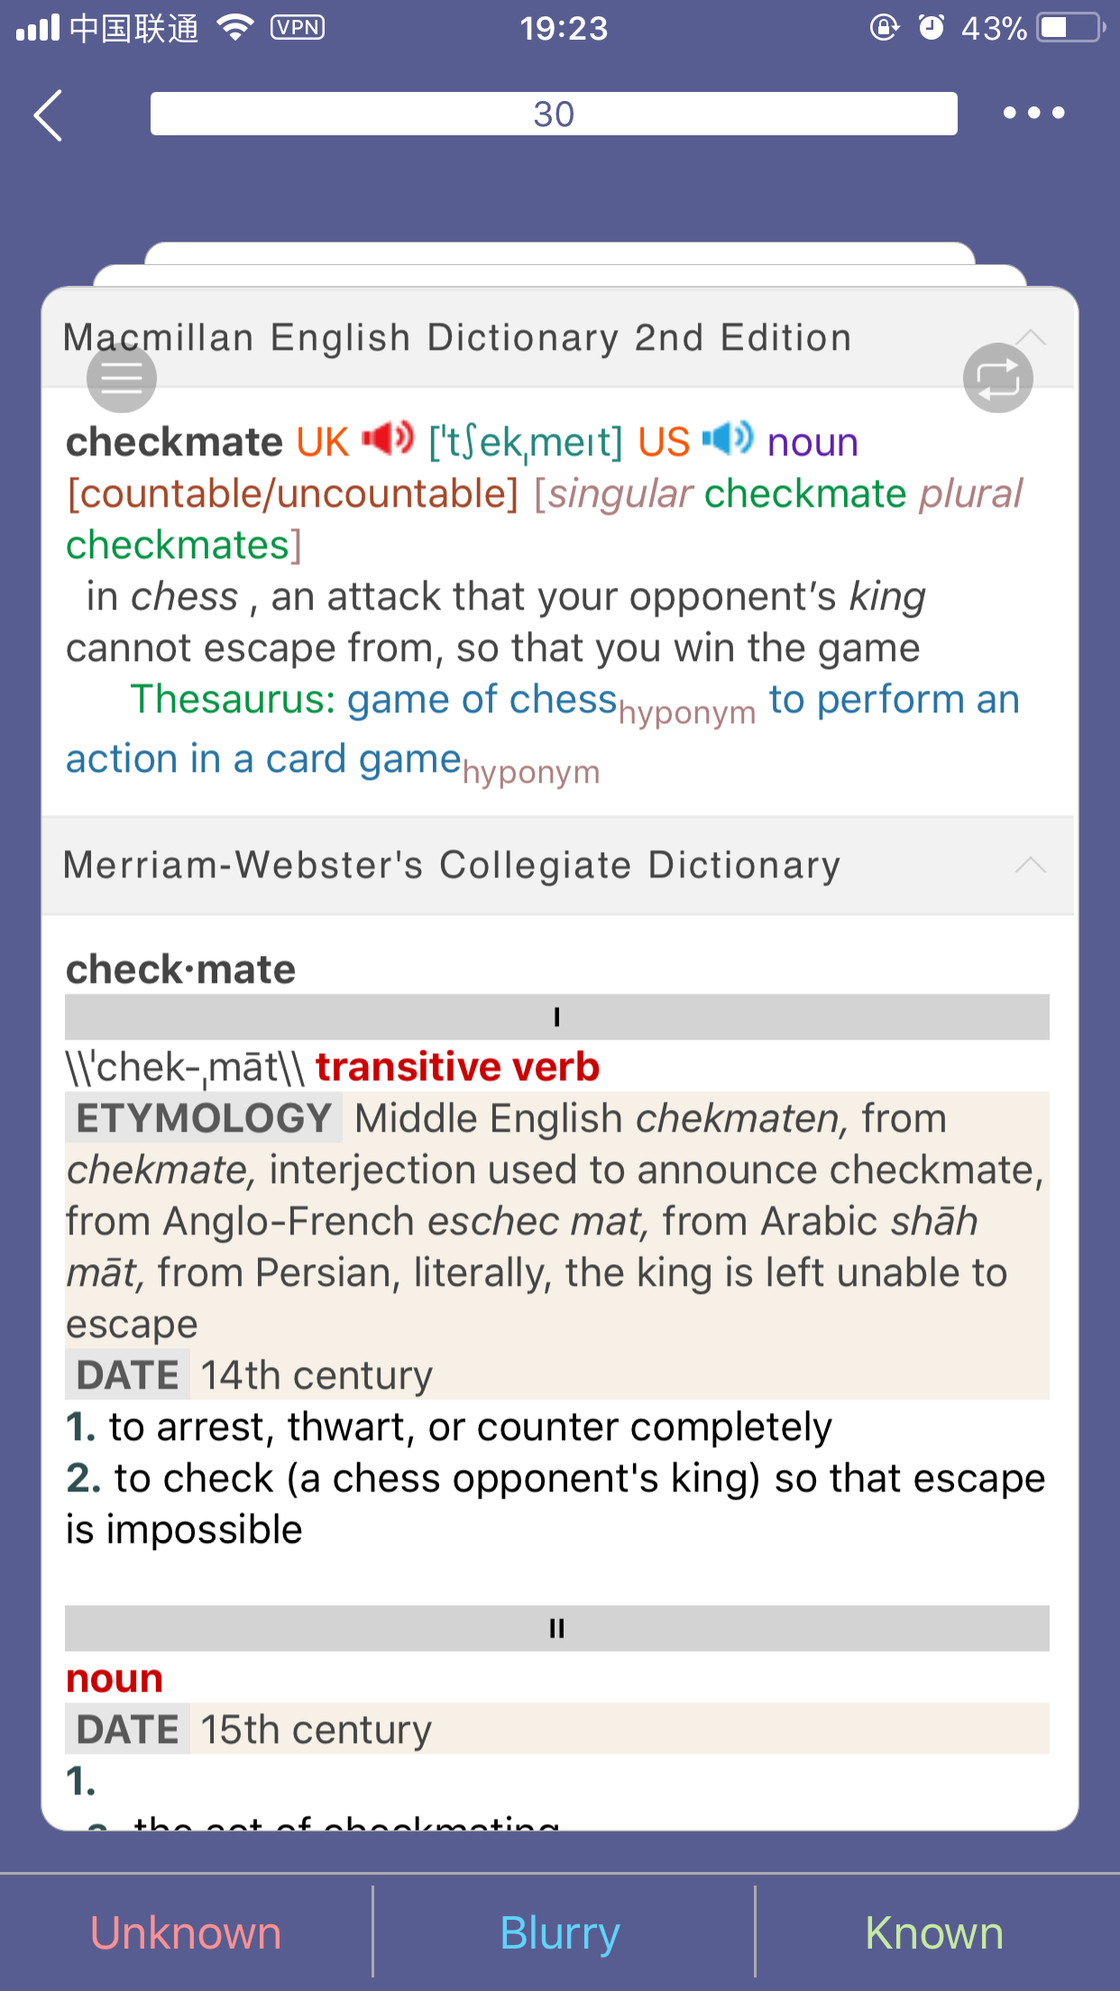 中国联通 VPN 19:23 43%
30
Macmillan English Dictionary 2nd Edition
checkmate UK ['tʃekˌmeɪt] US noun
[countable/uncountable] [singular checkmate plural
checkmates]
in chess , an attack that your opponent's king
cannot escape from, so that you win the game
Thesaurus: game of chess hyponym to perform an
action in a card game hyponym
Merriam-Webster's Collegiate Dictionary
check·mate
I
\\'chek-ˌmāt\\ transitive verb
ETYMOLOGY Middle English chekmaten, from
chekmate, interjection used to announce checkmate,
from Anglo-French eschec mat, from Arabic shāh
māt, from Persian, literally, the king is left unable to
escape
DATE 14th century
1. to arrest, thwart, or counter completely
2. to check (a chess opponent's king) so that escape
is impossible
II
noun
DATE 15th century
1.
a. the act of checkmating
Unknown Blurry Known